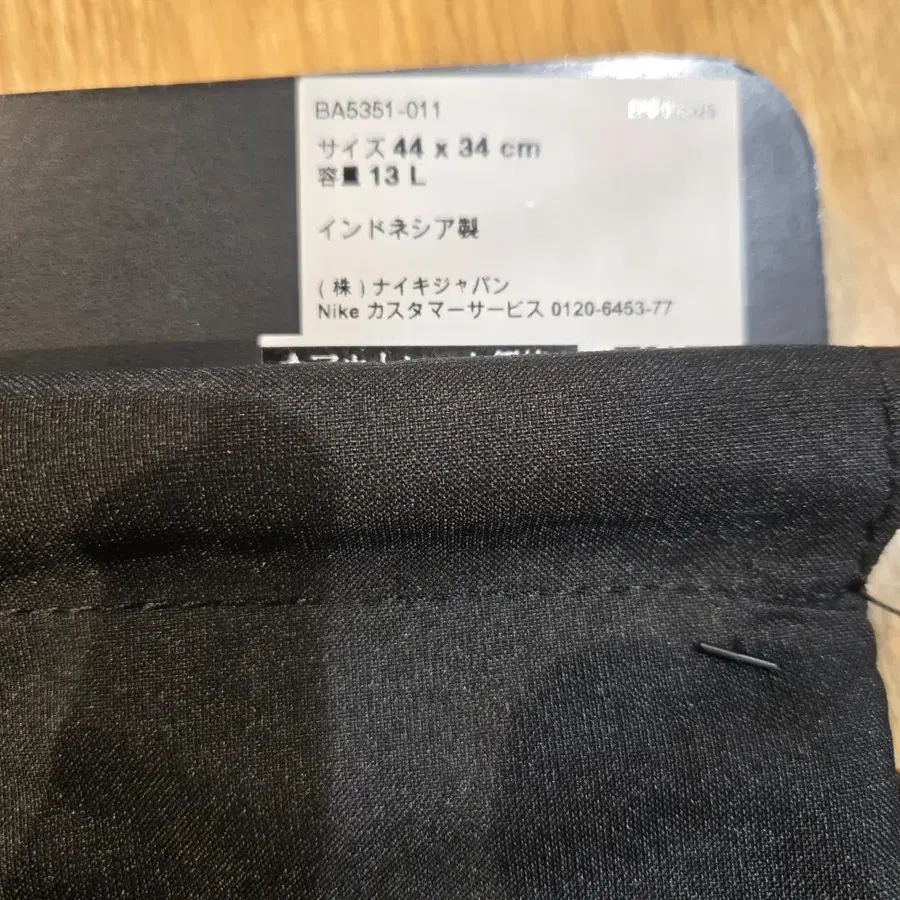 BA5351-011
サイズ 44 x 34 cm
容量 13 L
インドネシア製
(株)ナイキジャパン
Nike カスタマーサービス 0120-6453-77